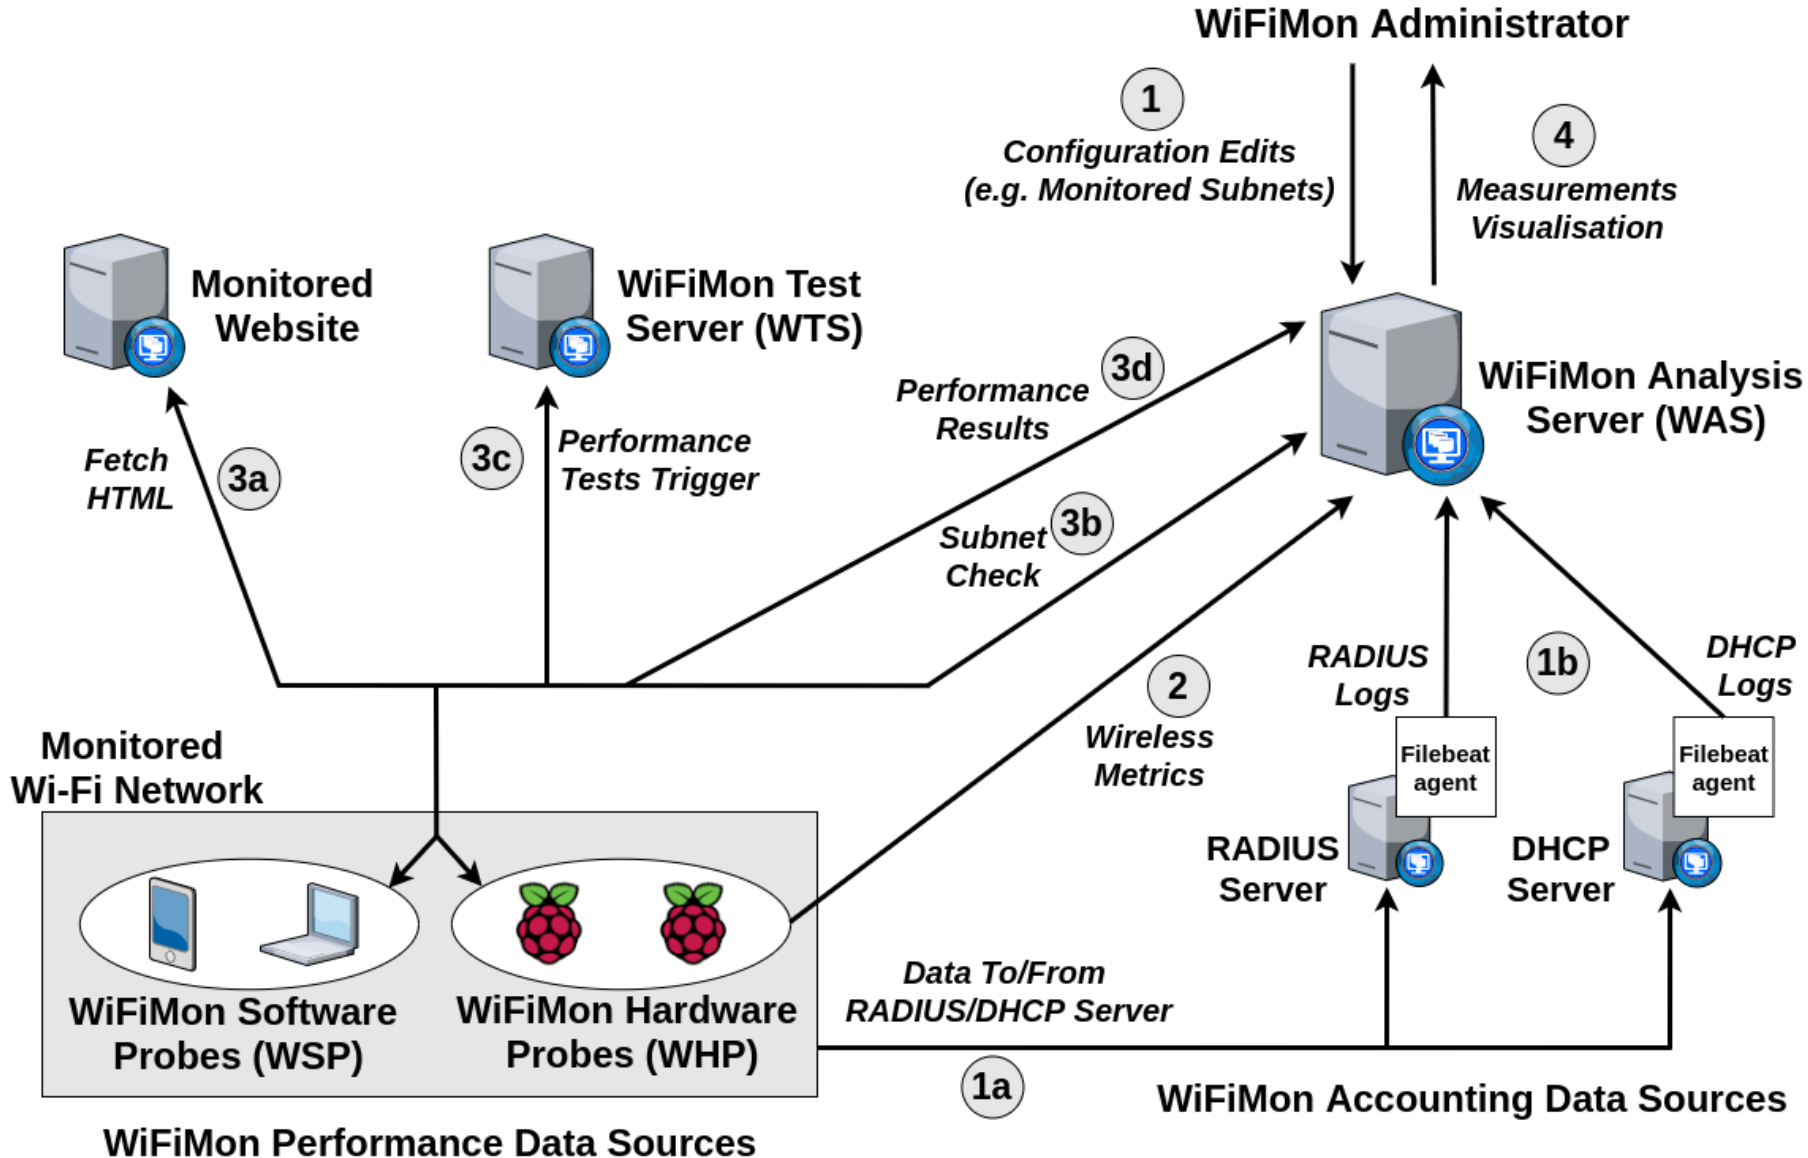 WiFiMon Administrator
1
Configuration Edits
(e.g. Monitored Subnets)
4
Measurements
Visualisation
Monitored
Website
WiFiMon Test
Server (WTS)
WiFiMon Analysis
Server (WAS)
3d
Performance
Results
Fetch
HTML
3a
3c
Performance
Tests Trigger
Subnet
Check
3b
2
Wireless
Metrics
RADIUS
Logs
1b
DHCP
Logs
Filebeat
agent
Filebeat
agent
RADIUS
Server
DHCP
Server
Monitored
Wi-Fi Network
WiFiMon Software
Probes (WSP)
WiFiMon Hardware
Probes (WHP)
Data To/From
RADIUS/DHCP Server
1a
WiFiMon Accounting Data Sources
WiFiMon Performance Data Sources